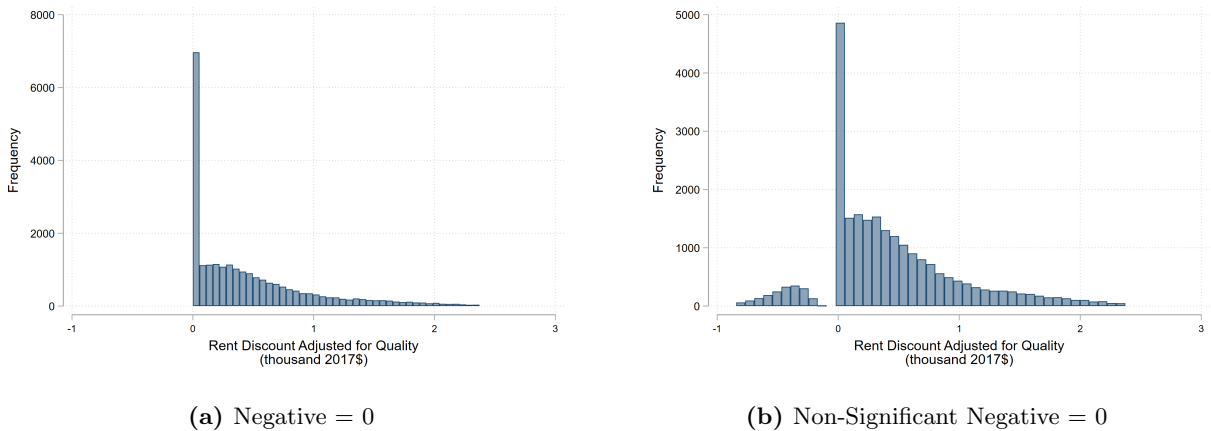 8000
6000
4000
2000
0
Frequency
-1 0 1 2 3
Rent Discount Adjusted for Quality
(thousand 2017$)
(a) Negative = 0
5000
4000
3000
2000
1000
0
Frequency
-1 0 1 2 3
Rent Discount Adjusted for Quality
(thousand 2017$)
(b) Non-Significant Negative = 0